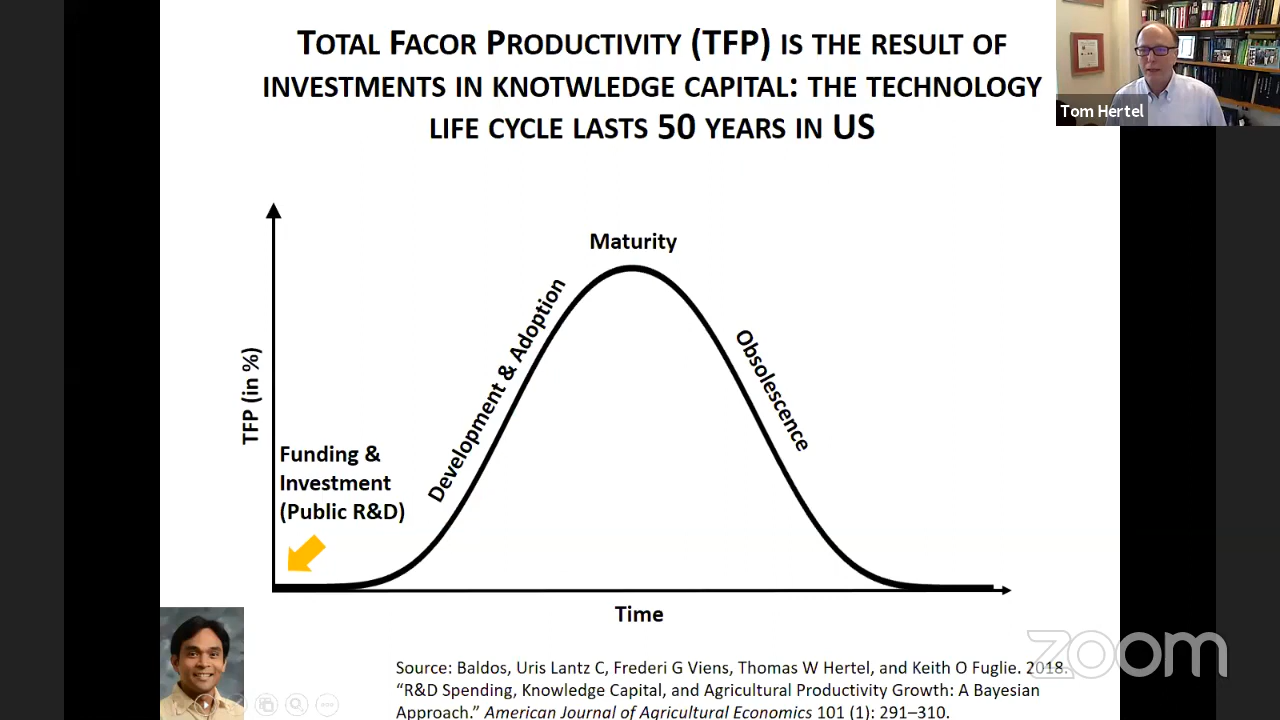 TOTAL FACOR PRODUCTIVITY (TFP) IS THE RESULT OF
INVESTMENTS IN KNOTWLEDGE CAPITAL: THE TECHNOLOGY
LIFE CYCLE LASTS 50 YEARS IN US
Tom Hertel
Maturity
Development & Adoption
Obsolescence
TFP (in %)
Funding &
Investment
(Public R&D)
Time
zoom
Source: Baldos, Uris Lantz C, Frederi G Viens, Thomas W Hertel, and Keith O Fuglie. 2018.
“R&D Spending, Knowledge Capital, and Agricultural Productivity Growth: A Bayesian
Approach.” American Journal of Agricultural Economics 101 (1): 291–310.